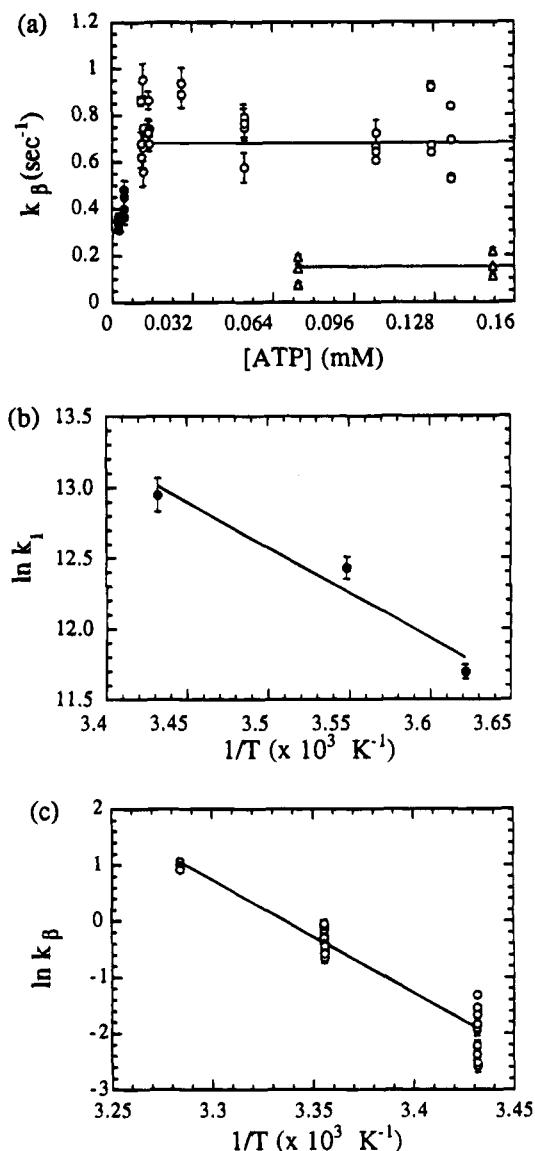 (a)
1.2
1
0.8
0.6
0.4
0.2
0
k β (sec⁻¹)
0 0.032 0.064 0.096 0.128 0.16
[ATP] (mM)
(b)
13.5
13.0
12.5
12.0
11.5
ln k₁
3.4 3.45 3.5 3.55 3.6 3.65
1/T (x 10³ K⁻¹)
(c)
2
1
0
-1
-2
-3
ln k β
3.25 3.3 3.35 3.4 3.45
1/T (x 10³ K⁻¹)